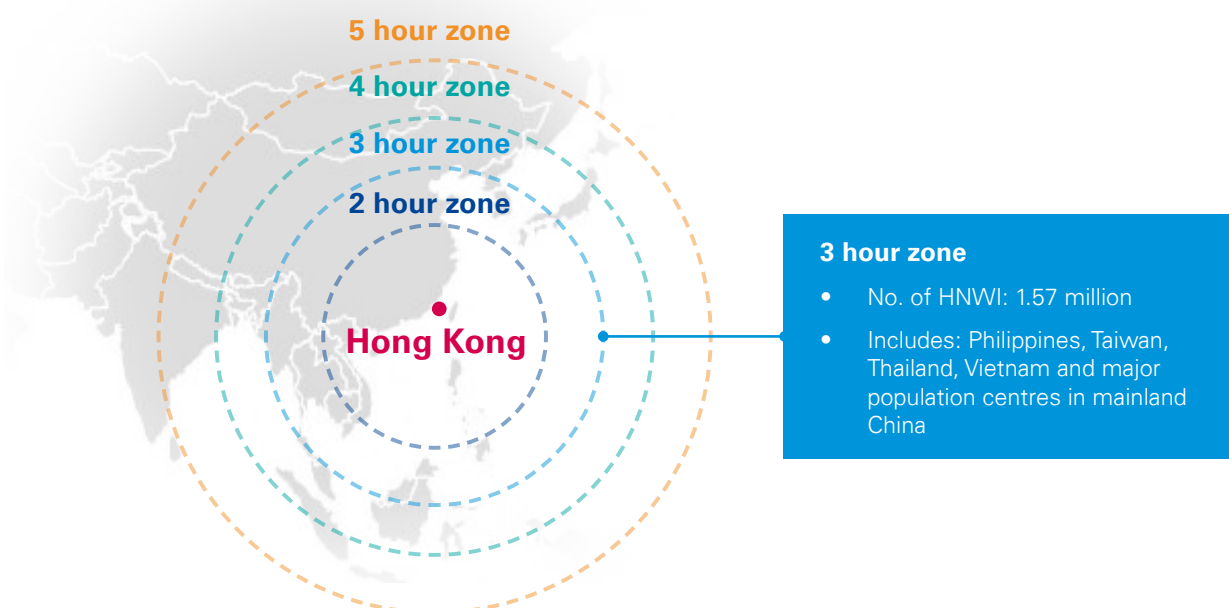 5 hour zone
4 hour zone
3 hour zone
2 hour zone
Hong Kong
3 hour zone
• No. of HNWI: 1.57 million
• Includes: Philippines, Taiwan,
Thailand, Vietnam and major
population centres in mainland
China